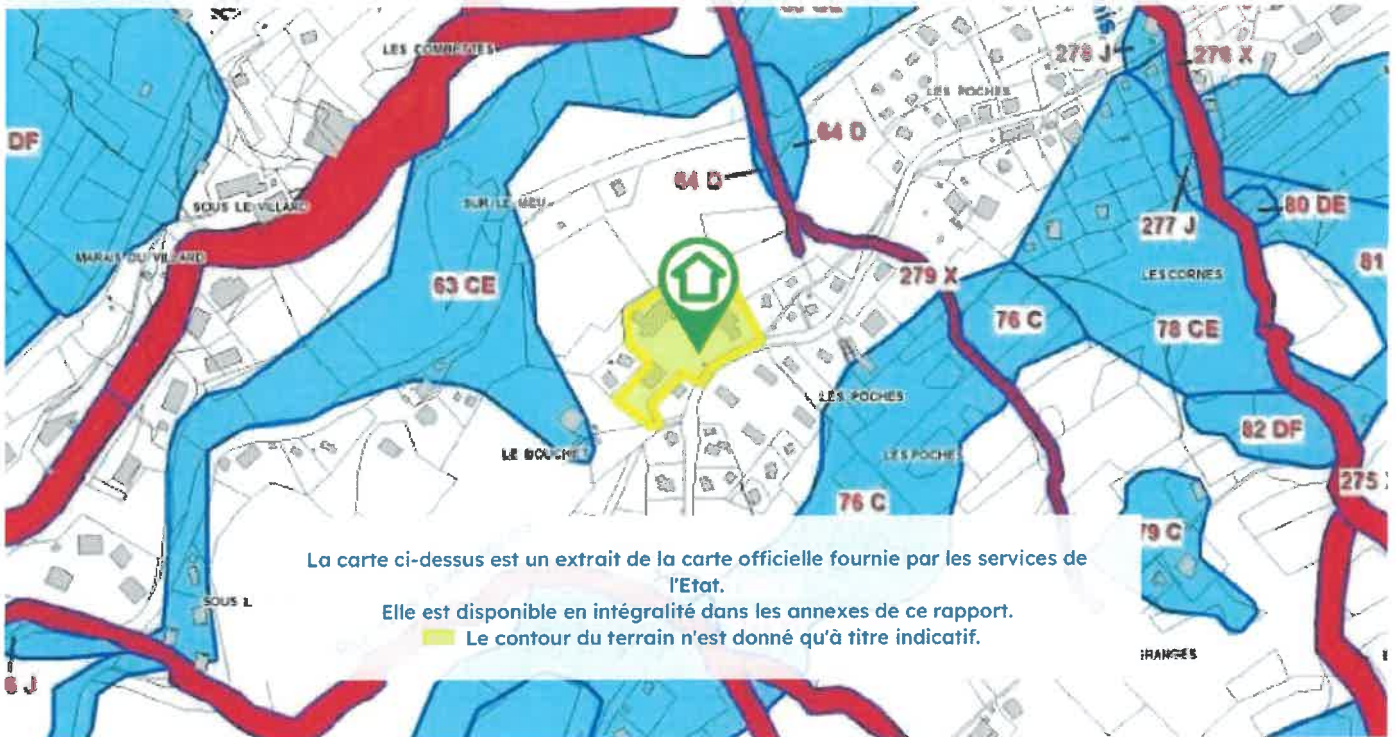 LES COMBETTES
278 J
278 X
LES POCHES
DF
64 D
64 D
SOUS LE VILLARD
SUR LE MEU
80 DE
277 J
MARAIS DU VILLARD
63 CE
279 X
LES CORNES
81
76 C
78 CE
LES POCHES
82 DF
LE BOUCHET
LES POCHES
275
76 C
79 C
La carte ci-dessus est un extrait de la carte officielle fournie par les services de
l'Etat.
Elle est disponible en intégralité dans les annexes de ce rapport.
Le contour du terrain n'est donné qu'à titre indicatif.
SOUS L
GRANGES
6 J